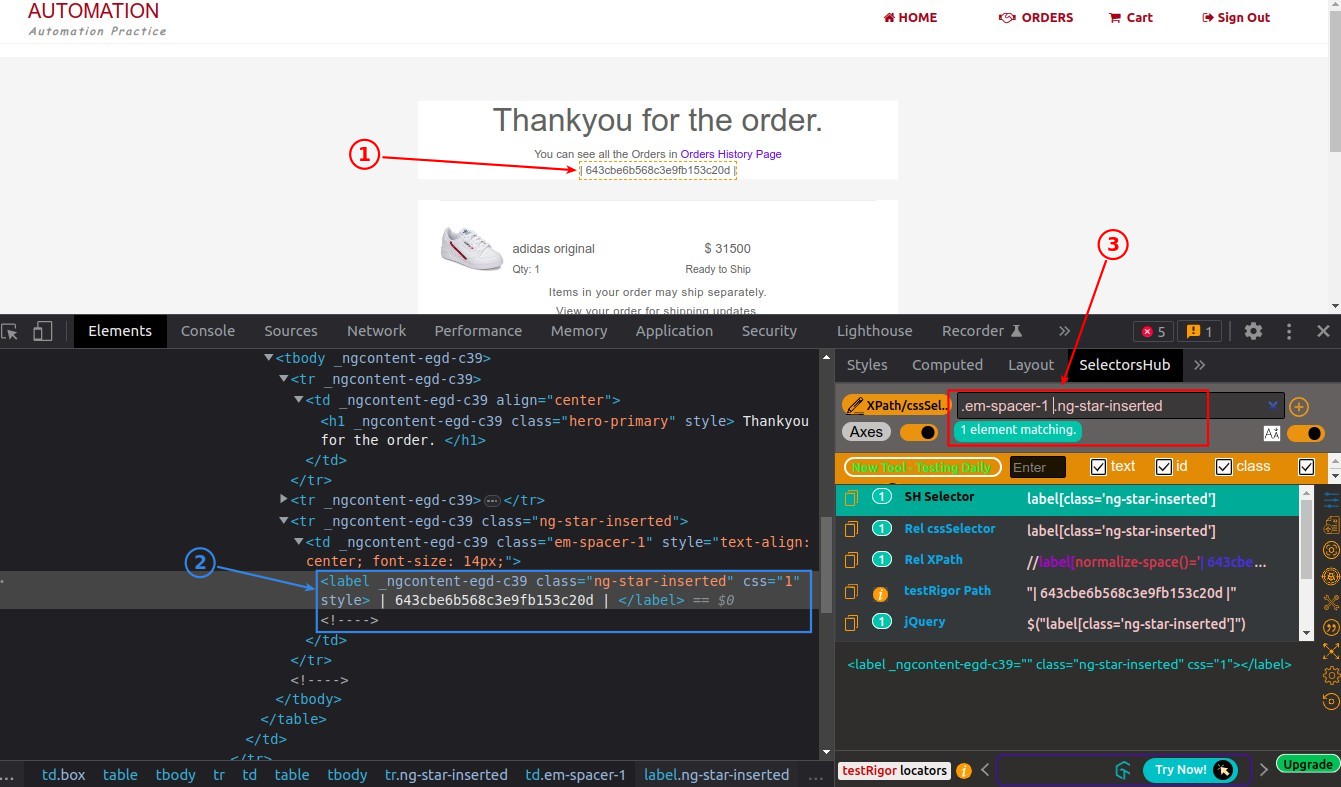 AUTOMATION
Automation Practice
HOME
ORDERS
Cart
Sign Out
Thankyou for the order.
You can see all the Orders in Orders History Page
| 643cbe6b568c3e9fb153c20d |
1
adidas original
$ 31500
Qty: 1
Ready to Ship
Items in your order may ship separately.
View your order for shipping updates
3
Elements
Console
Sources
Network
Performance
Memory
Application
Security
Lighthouse
Recorder
»
5
1
<tbody _ngcontent-egd-c39>
<tr _ngcontent-egd-c39>
<td _ngcontent-egd-c39 align="center">
<h1 _ngcontent-egd-c39 class="hero-primary" style> Thankyou
for the order. </h1>
</td>
</tr>
<tr _ngcontent-egd-c39>…</tr>
<tr _ngcontent-egd-c39 class="ng-star-inserted">
<td _ngcontent-egd-c39 class="em-spacer-1" style="text-align:
center; font-size: 14px;">
2
<label _ngcontent-egd-c39 class="ng-star-inserted" css="1"
style> | 643cbe6b568c3e9fb153c20d | </label> == $0
<!---->
</td>
</tr>
<!---->
</tbody>
</table>
</td>
</tr>
… td.box table tbody tr td table tbody tr.ng-star-inserted td.em-spacer-1 label.ng-star-inserted …
Styles
Computed
Layout
SelectorsHub
»
XPath/cssSel..
.em-spacer-1 .ng-star-inserted
Axes
1 element matching.
New Tool - Testing Daily
Enter
text
id
class
1 SH Selector label[class='ng-star-inserted']
1 Rel cssSelector label[class='ng-star-inserted']
1 Rel XPath //label[normalize-space()='| 643cbe...
testRigor Path "| 643cbe6b568c3e9fb153c20d |"
1 jQuery $("label[class='ng-star-inserted']")
<label _ngcontent-egd-c39="" class="ng-star-inserted" css="1"></label>
testRigor locators
Try Now!
Upgrade